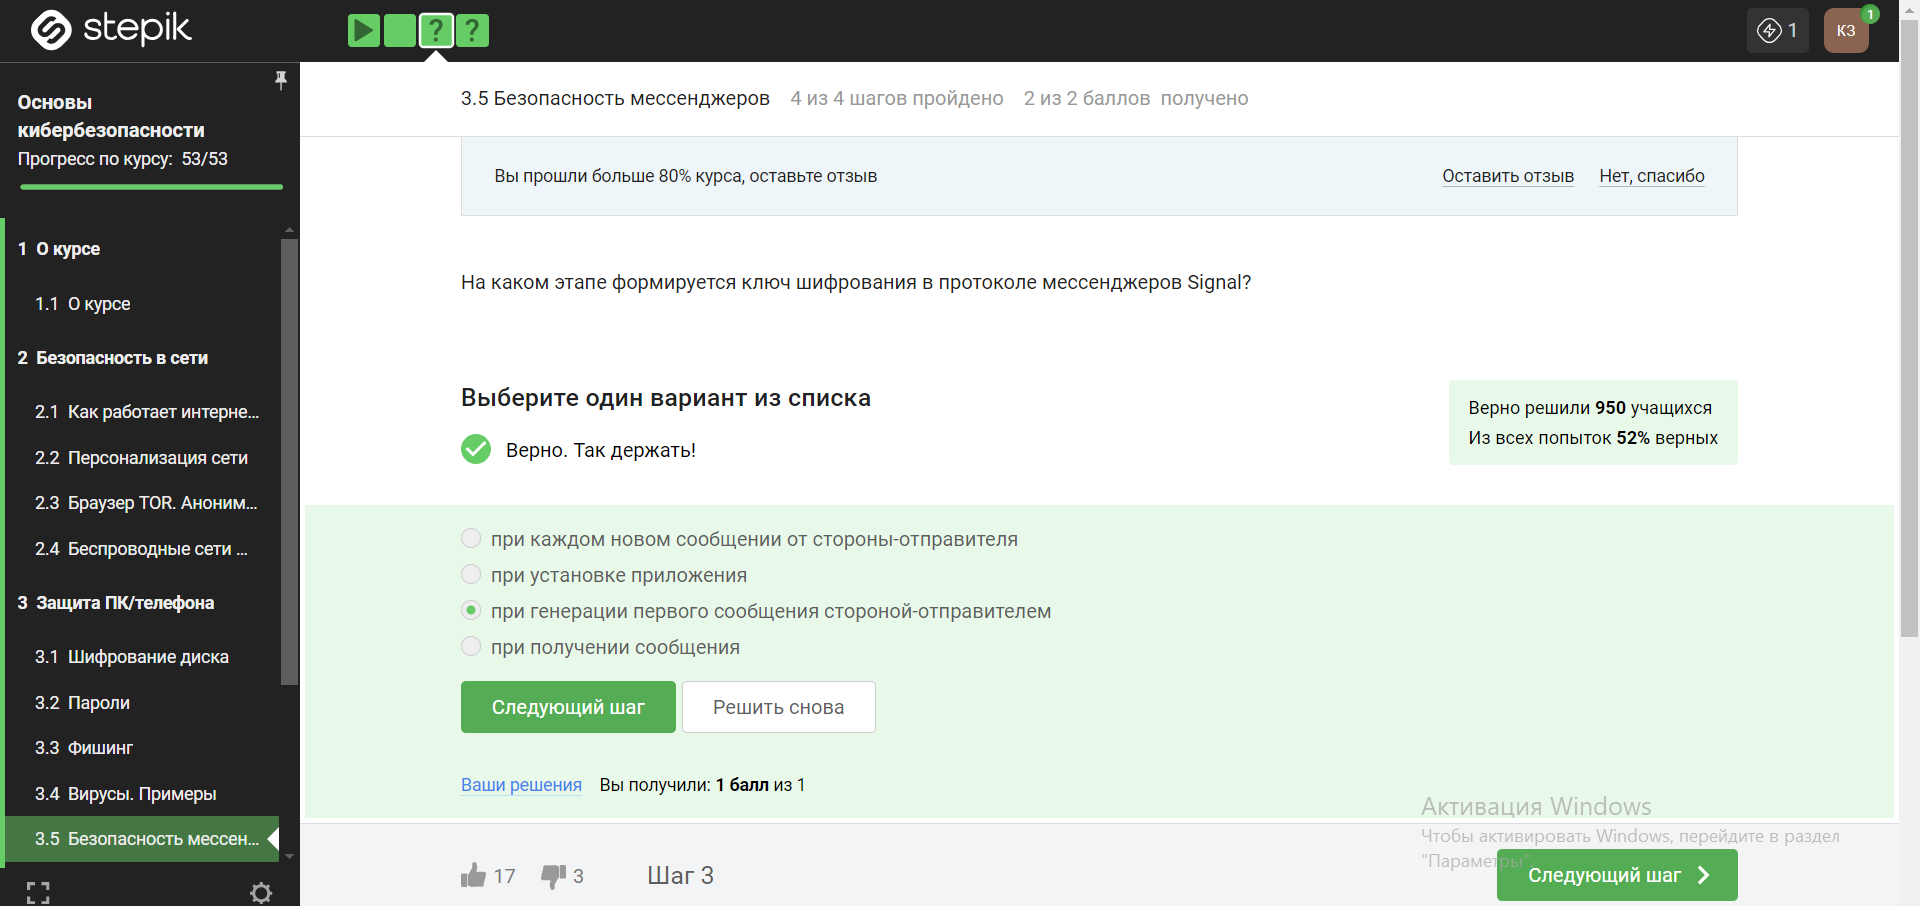 stepik
?
?
1
КЗ
1
Основы
кибербезопасности
Прогресс по курсу: 53/53
1 О курсе
1.1 О курсе
2 Безопасность в сети
2.1 Как работает интерне...
2.2 Персонализация сети
2.3 Браузер TOR. Аноним...
2.4 Беспроводные сети ...
3 Защита ПК/телефона
3.1 Шифрование диска
3.2 Пароли
3.3 Фишинг
3.4 Вирусы. Примеры
3.5 Безопасность мессен...
3.5 Безопасность мессенджеров 4 из 4 шагов пройдено 2 из 2 баллов получено
Вы прошли больше 80% курса, оставьте отзыв
Оставить отзыв
Нет, спасибо
На каком этапе формируется ключ шифрования в протоколе мессенджеров Signal?
Выберите один вариант из списка
Верно. Так держать!
Верно решили 950 учащихся
Из всех попыток 52% верных
при каждом новом сообщении от стороны-отправителя
при установке приложения
при генерации первого сообщения стороной-отправителем
при получении сообщения
Следующий шаг
Решить снова
Ваши решения Вы получили: 1 балл из 1
Активация Windows
Чтобы активировать Windows, перейдите в раздел
"Параметры".
17
3
Шаг 3
Следующий шаг